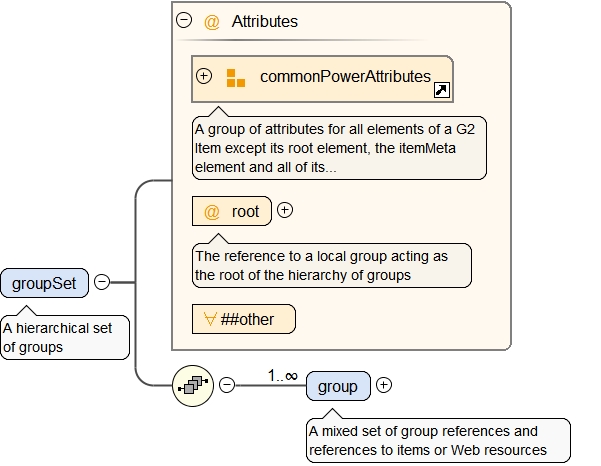 @ Attributes
commonPowerAttributes
A group of attributes for all elements of a G2
Item except its root element, the itemMeta
element and all of its...
@ root
The reference to a local group acting as
the root of the hierarchy of groups
##other
groupSet
A hierarchical set
of groups
1..∞
group
A mixed set of group references and
references to items or Web resources